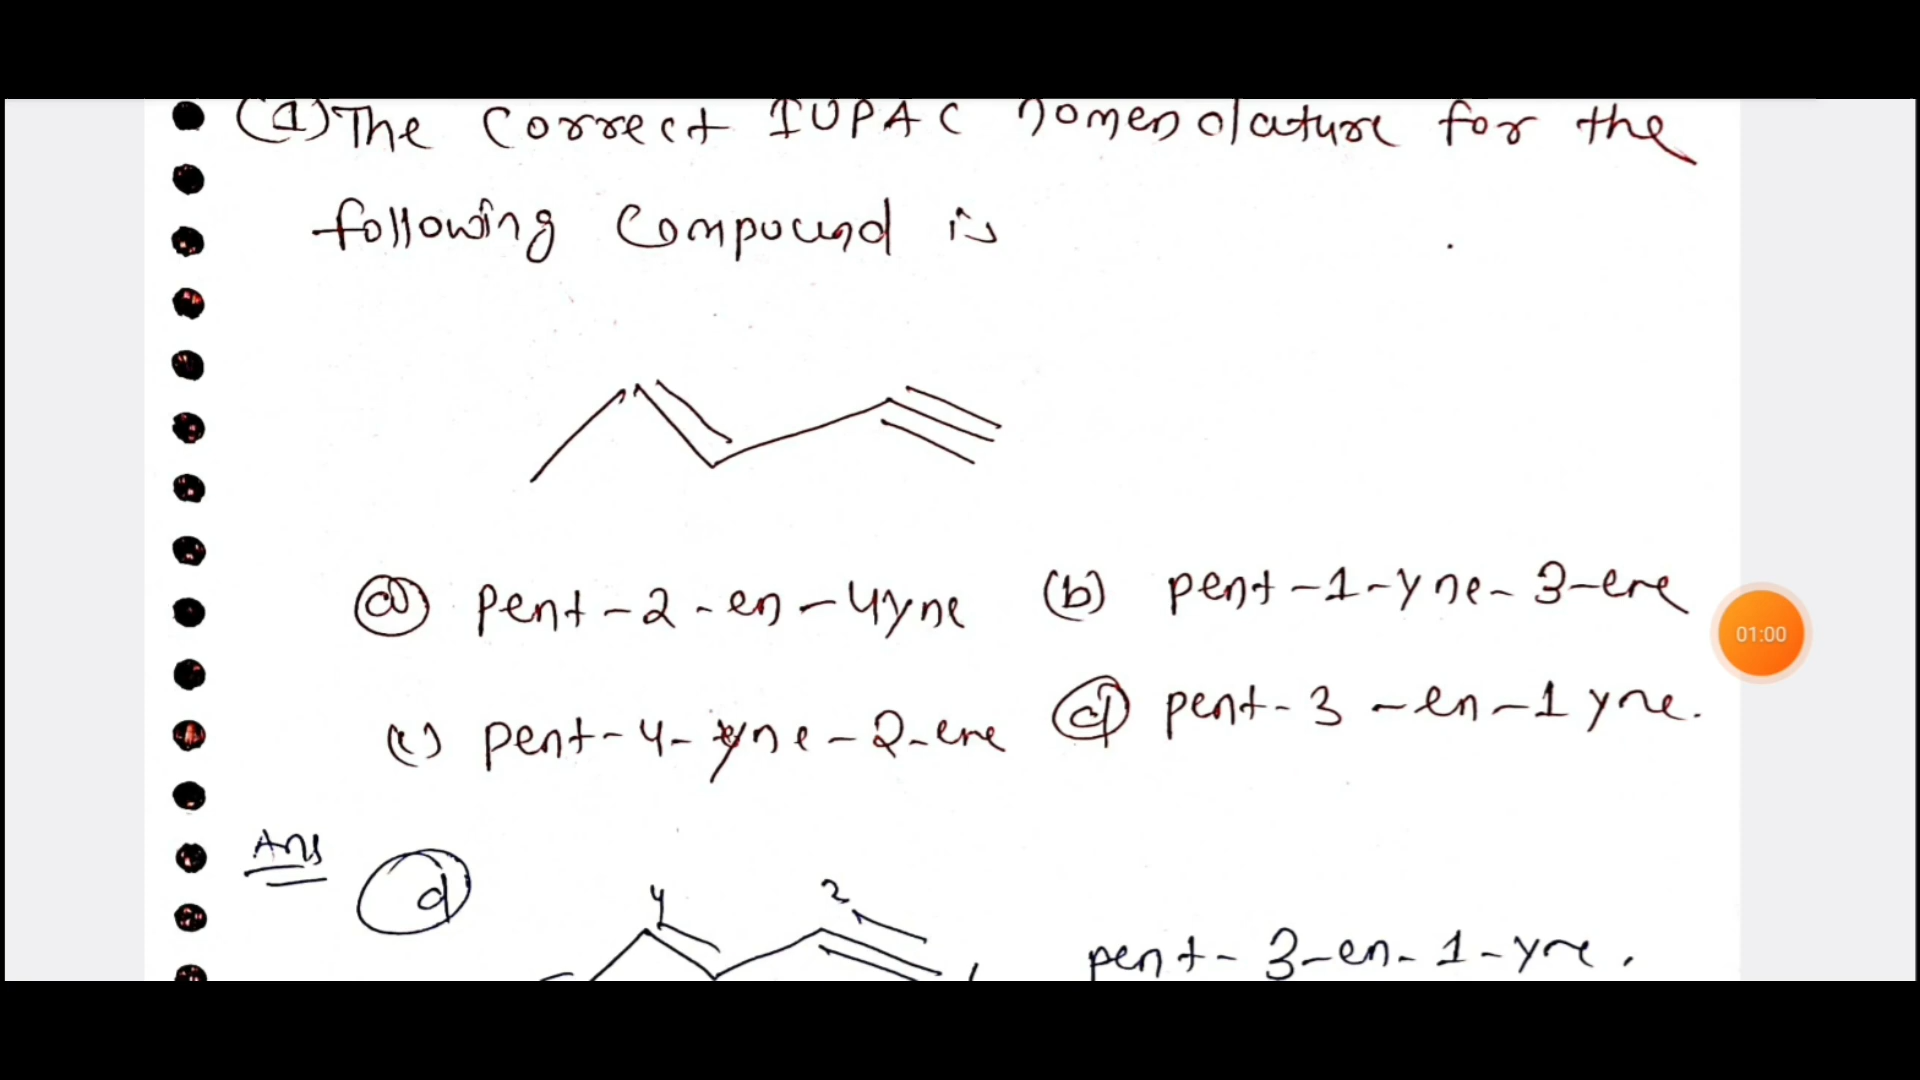 (1) The Correct IUPAC nomenclature for the
following Compound is
(a) pent-2-en-4yne (b) pent-1-yne-3-ene
(c) pent-4-yne-2-ene (d) pent-3-en-1yne.
01:00
Ans (d)
4 2
pent-3-en-1-yne.